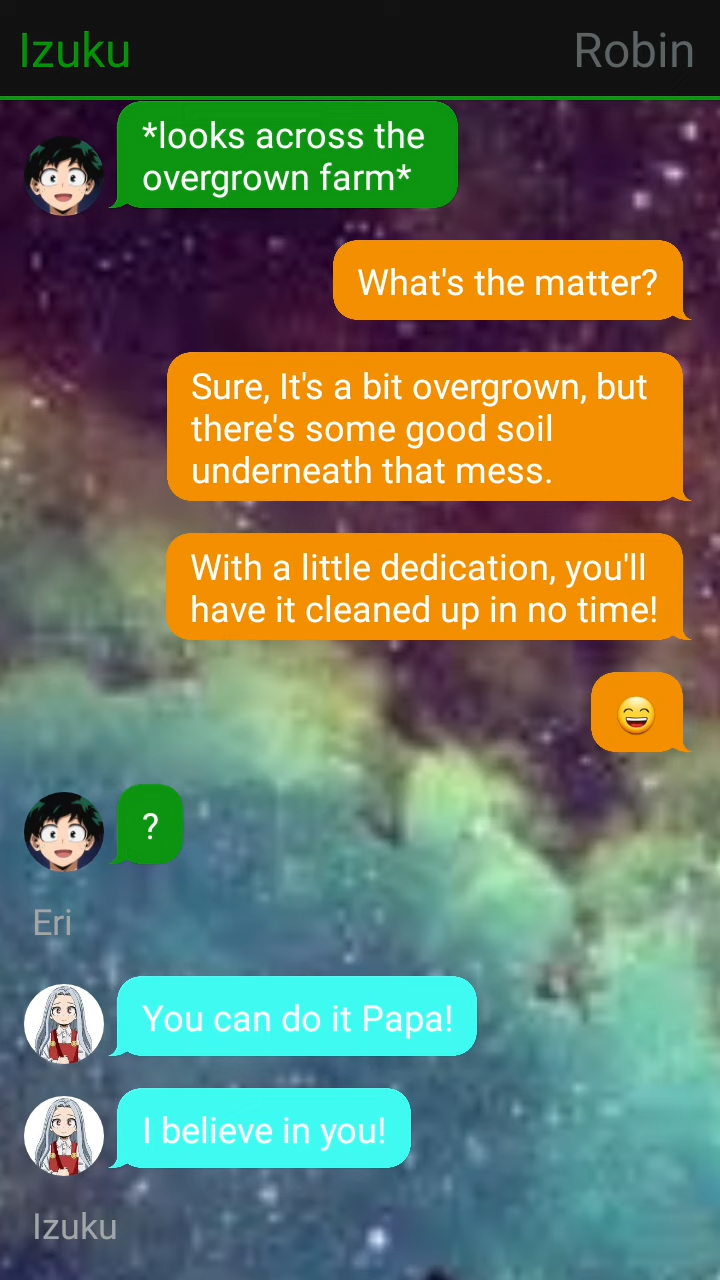 Izuku
Robin
*looks across the
overgrown farm*
What's the matter?
Sure, It's a bit overgrown, but
there's some good soil
underneath that mess.
With a little dedication, you'll
have it cleaned up in no time!
😄
?
Eri
You can do it Papa!
I believe in you!
Izuku